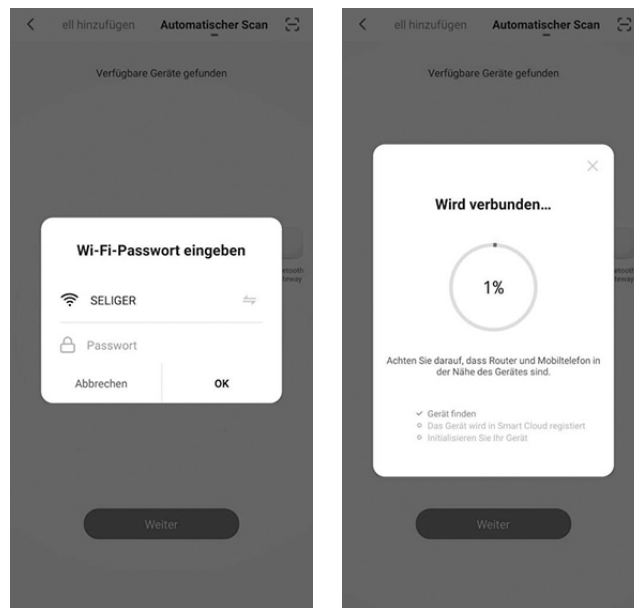 ell hinzufügen Automatischer Scan
Verfügbare Geräte gefunden
Wi-Fi-Passwort eingeben
SELIGER
Passwort
Abbrechen OK
Weiter
ell hinzufügen Automatischer Scan
Verfügbare Geräte gefunden
Wird verbunden...
1%
Achten Sie darauf, dass Router und Mobiltelefon in
der Nähe des Gerätes sind.
Gerät finden
Das Gerät wird in Smart Cloud registiert
Initialisieren Sie Ihr Gerät
Weiter